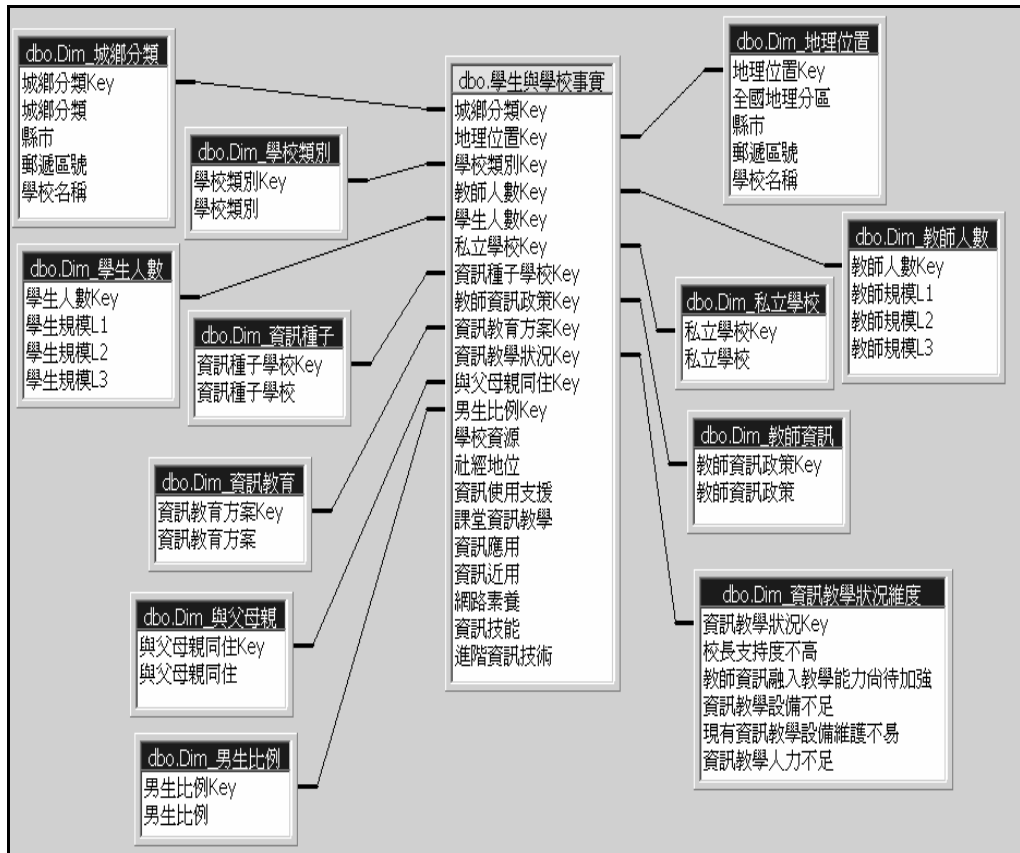 dbo.Dim_城鄉分類
城鄉分類Key
城鄉分類
縣市
郵遞區號
學校名稱
dbo.Dim_學校類別
學校類別Key
學校類別
dbo.Dim_學生人數
學生人數Key
學生規模L1
學生規模L2
學生規模L3
dbo.Dim_資訊種子
資訊種子學校Key
資訊種子學校
dbo.Dim_資訊教育
資訊教育方案Key
資訊教育方案
dbo.Dim_與父母親
與父母親同住Key
與父母親同住
dbo.Dim_男生比例
男生比例Key
男生比例
dbo.學生與學校事實
城鄉分類Key
地理位置Key
學校類別Key
教師人數Key
學生人數Key
私立學校Key
資訊種子學校Key
教師資訊政策Key
資訊教育方案Key
資訊教學狀況Key
與父母親同住Key
男生比例Key
學校資源
社經地位
資訊使用支援
課堂資訊教學
資訊應用
資訊近用
網路素養
資訊技能
進階資訊技術
dbo.Dim_地理位置
地理位置Key
全國地理分區
縣市
郵遞區號
學校名稱
dbo.Dim_教師人數
教師人數Key
教師規模L1
教師規模L2
教師規模L3
dbo.Dim_私立學校
私立學校Key
私立學校
dbo.Dim_教師資訊
教師資訊政策Key
教師資訊政策
dbo.Dim_資訊教學狀況維度
資訊教學狀況Key
校長支持度不高
教師資訊融入教學能力尚待加強
資訊教學設備不足
現有資訊教學設備維護不易
資訊教學人力不足